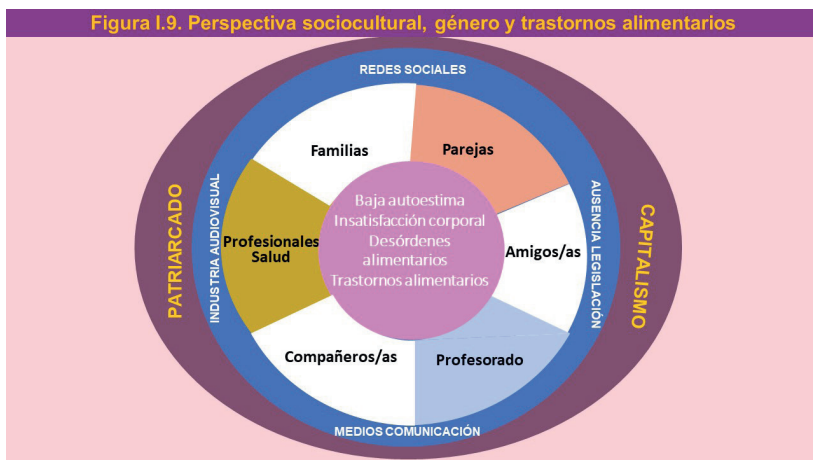 Figura I.9. Perspectiva sociocultural, género y trastornos alimentarios
REDES SOCIALES
Familias
Parejas
PATRIARCADO
INDUSTRIA AUDIOVISUAL
Profesionales
Salud
Baja autoestima
Insatisfacción corporal
Desórdenes
alimentarios
Trastornos alimentarios
Amigos/as
AUSENCIA LEGISLACIÓN
CAPITALISMO
Compañeros/as
Profesorado
MEDIOS COMUNICACIÓN